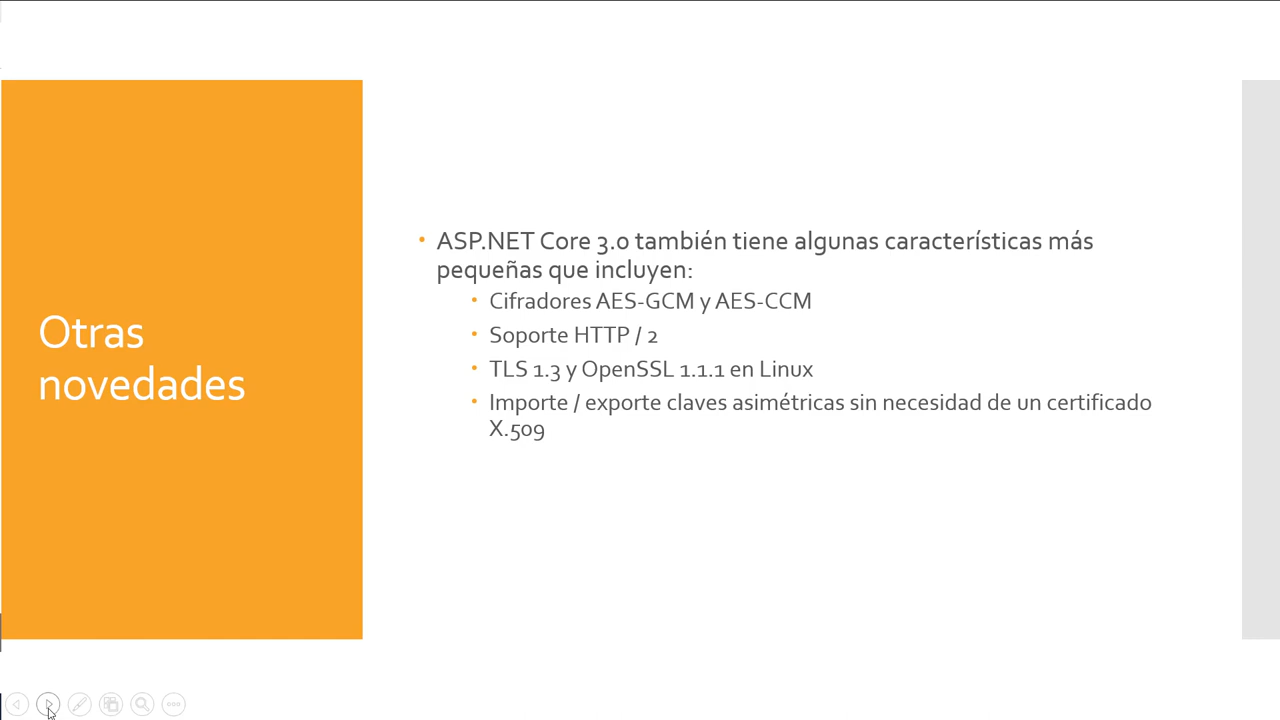 Otras
novedades
• ASP.NET Core 3.0 también tiene algunas características más
pequeñas que incluyen:
• Cifradores AES-GCM y AES-CCM
• Soporte HTTP / 2
• TLS 1.3 y OpenSSL 1.1.1 en Linux
• Importe / exporte claves asimétricas sin necesidad de un certificado
X.509